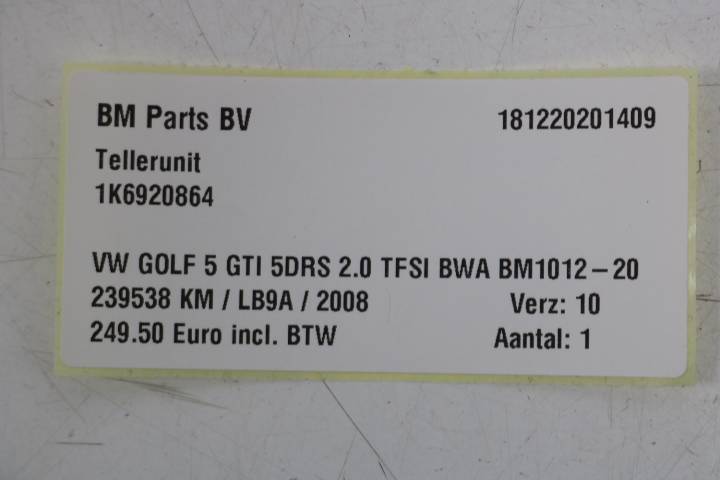 BM Parts BV 181220201409
Tellerunit
1K6920864
VW GOLF 5 GTI 5DRS 2.0 TFSI BWA BM1012-20
239538 KM / LB9A / 2008 Verz: 10
249.50 Euro incl. BTW Aantal: 1